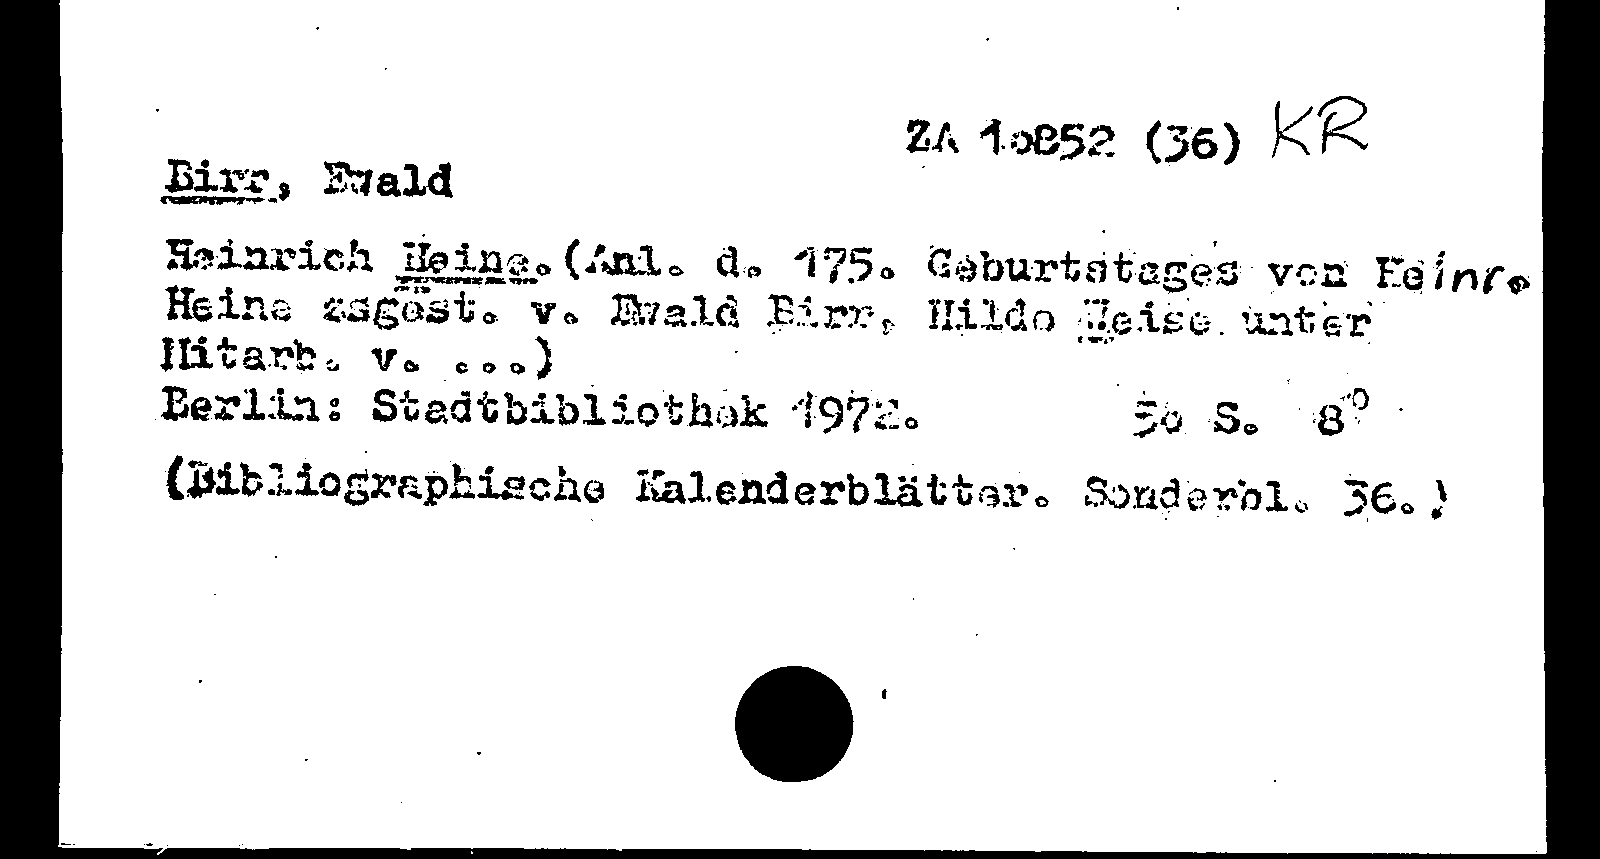 ZA 10852 (36) KR
Birr, Ewald
Heinrich Heine.(Anl. d. 175. Geburtstages von Heinr.
Heine zsgest. v. Ewald Birr, Hildo Heise unter
Mitarb. v. ...)
Berlin: Stadtbibliothek 1972. 50 S. 8°
(Bibliographische Kalenderblätter. Sonderbl. 36.)